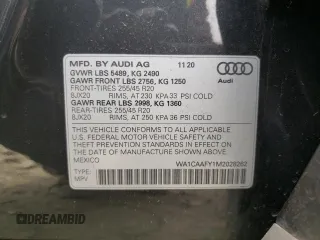 MFD. BY AUDI AG 11 20
GVWR LBS 5489, KG 2490
GAWR FRONT LBS 2756, KG 1250
FRONT-TIRES 255/45 R20
8JX20 RIMS, AT 230 KPA33 PSI COLD
GAWR REAR LBS 2998, KG 1360
REAR-TIRES 255/45 R20
8JX20 RIMS, AT 250 KPA 36 PSI COLD
Audi
THIS VEHICLE CONFORMS TO ALL APPLICABLE
U.S. FEDERAL MOTOR VEHICLE SAFETY, BUMPER,
AND THEFT PREVENTION STANDARDS IN EFFECT
ON THE DATE OF MANUFACTURE SHOWN ABOVE.
MEXICO WA1CAAFY1M2028262
TYPE:
MPV
DREAMBID